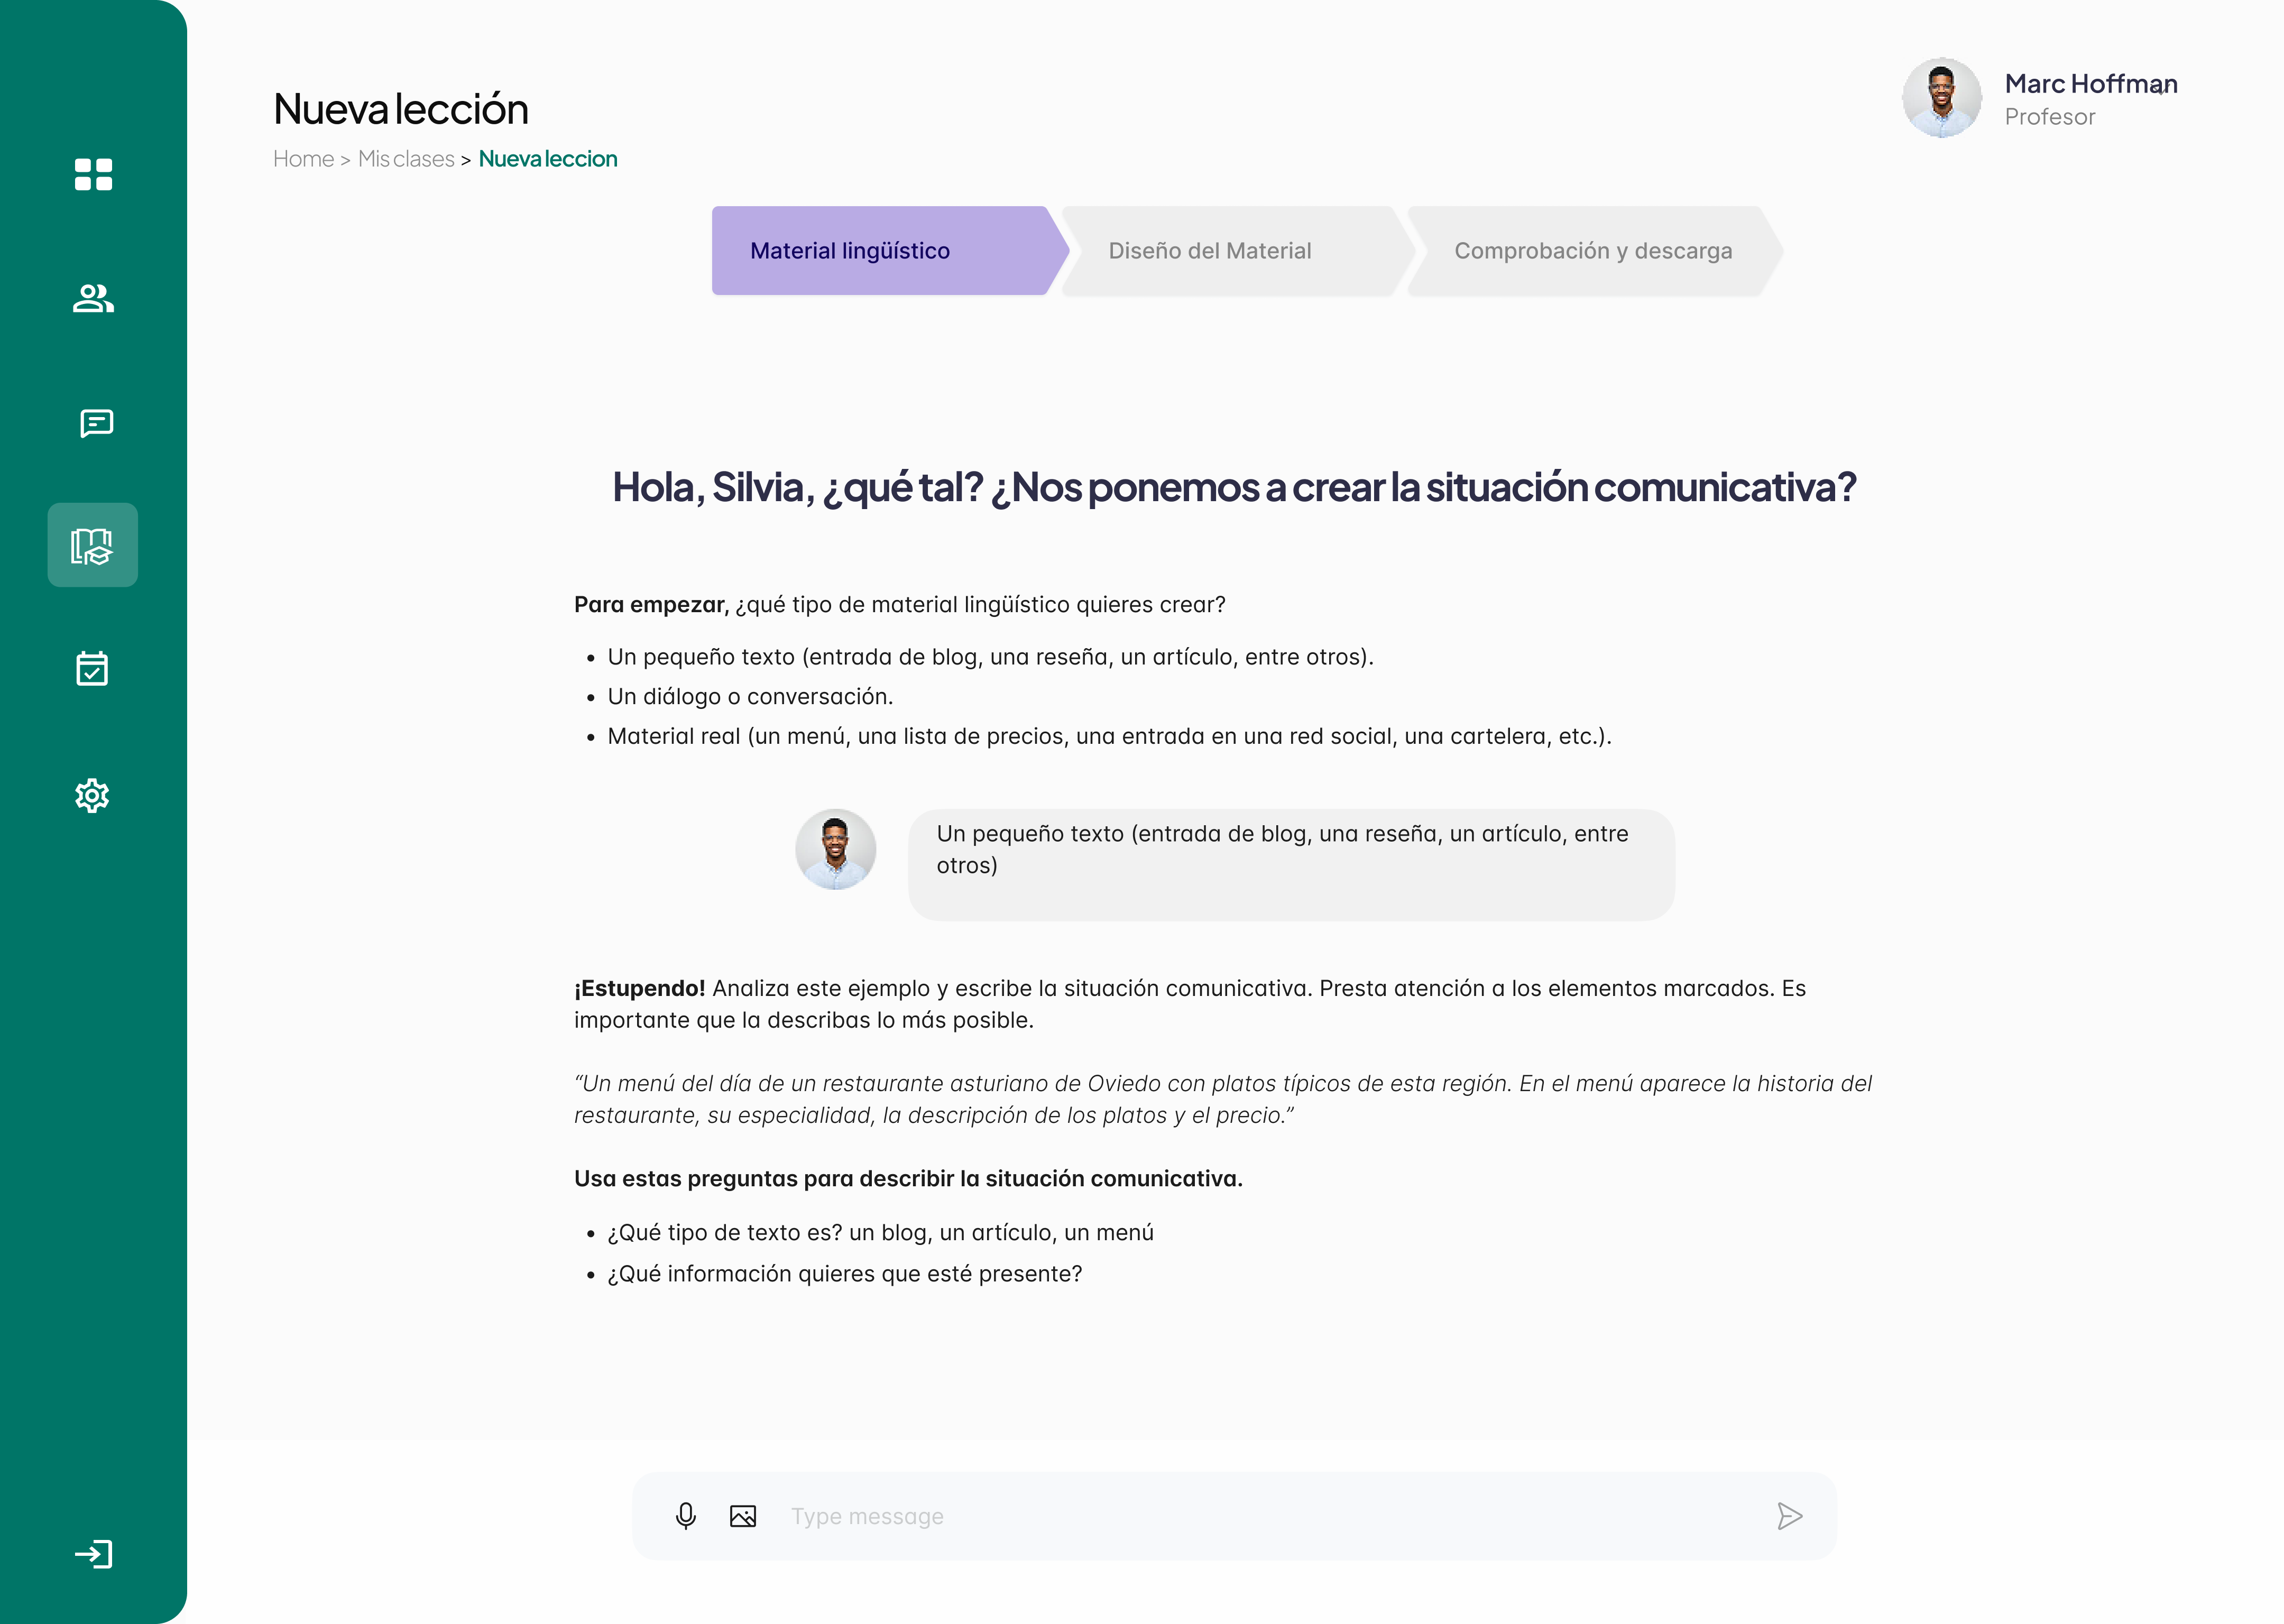 Nueva lección
Home > Mis clases > Nueva leccion
Marc Hoffman
Profesor
Material lingüístico
Diseño del Material
Comprobación y descarga
Hola, Silvia, ¿qué tal? ¿Nos ponemos a crear la situación comunicativa?
Para empezar, ¿qué tipo de material lingüístico quieres crear?
• Un pequeño texto (entrada de blog, una reseña, un artículo, entre otros).
• Un diálogo o conversación.
• Material real (un menú, una lista de precios, una entrada en una red social, una cartelera, etc.).
Un pequeño texto (entrada de blog, una reseña, un artículo, entre
otros)
¡Estupendo! Analiza este ejemplo y escribe la situación comunicativa. Presta atención a los elementos marcados. Es
importante que la describas lo más posible.
“Un menú del día de un restaurante asturiano de Oviedo con platos típicos de esta región. En el menú aparece la historia del
restaurante, su especialidad, la descripción de los platos y el precio.”
Usa estas preguntas para describir la situación comunicativa.
• ¿Qué tipo de texto es? un blog, un artículo, un menú
• ¿Qué información quieres que esté presente?
Type message